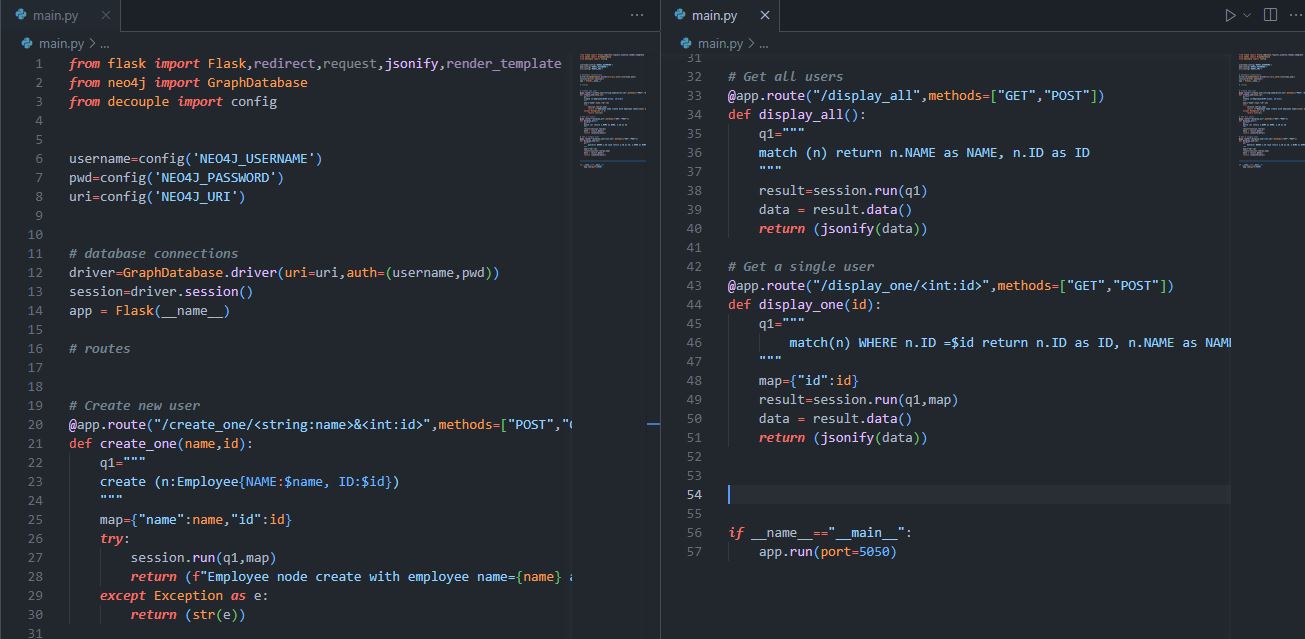 main.py
main.py > ...
1 from flask import Flask,redirect,request,jsonify,render_template
2 from neo4j import GraphDatabase
3 from decouple import config
4
5
6 username=config('NEO4J_USERNAME')
7 pwd=config('NEO4J_PASSWORD')
8 uri=config('NEO4J_URI')
9
10
11 # database connections
12 driver=GraphDatabase.driver(uri=uri,auth=(username,pwd))
13 session=driver.session()
14 app = Flask(__name__)
15
16 # routes
17
18
19 # Create new user
20 @app.route("/create_one/<string:name>&<int:id>",methods=["POST","
21 def create_one(name,id):
22     q1="""
23     create (n:Employee{NAME:$name, ID:$id})
24     """
25     map={"name":name,"id":id}
26     try:
27         session.run(q1,map)
28         return (f"Employee node create with employee name={name} a
29     except Exception as e:
30         return (str(e))
31
main.py
main.py > ...
31
32 # Get all users
33 @app.route("/display_all",methods=["GET","POST"])
34 def display_all():
35     q1="""
36     match (n) return n.NAME as NAME, n.ID as ID
37     """
38     result=session.run(q1)
39     data = result.data()
40     return (jsonify(data))
41
42 # Get a single user
43 @app.route("/display_one/<int:id>",methods=["GET","POST"])
44 def display_one(id):
45     q1="""
46         match(n) WHERE n.ID =$id return n.ID as ID, n.NAME as NAM
47     """
48     map={"id":id}
49     result=session.run(q1,map)
50     data = result.data()
51     return (jsonify(data))
52
53
54
55
56 if __name__=="__main__":
57     app.run(port=5050)